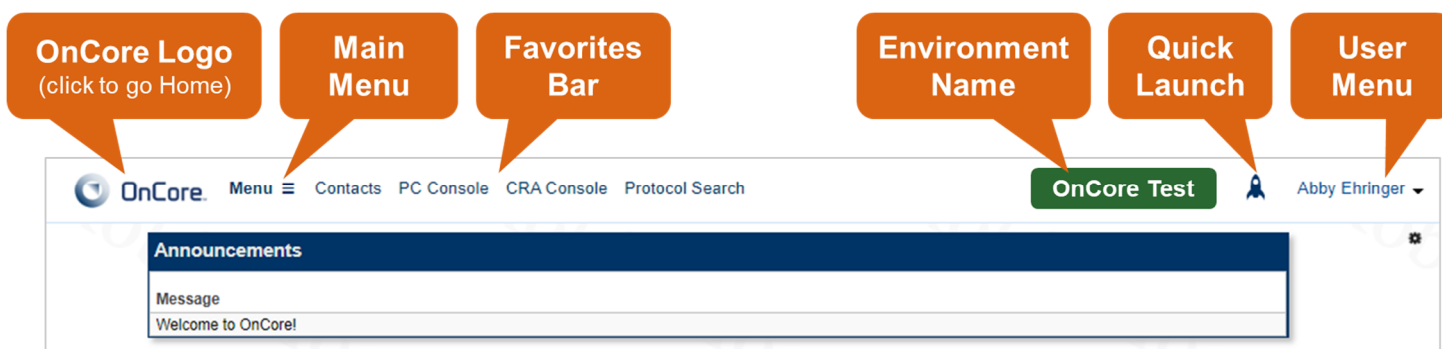 OnCore Logo
(click to go Home)
Main
Menu
Favorites
Bar
Environment
Name
Quick
Launch
User
Menu
OnCore Menu ≡ Contacts PC Console CRA Console Protocol Search OnCore Test Abby Ehringer
Announcements
Message
Welcome to OnCore!